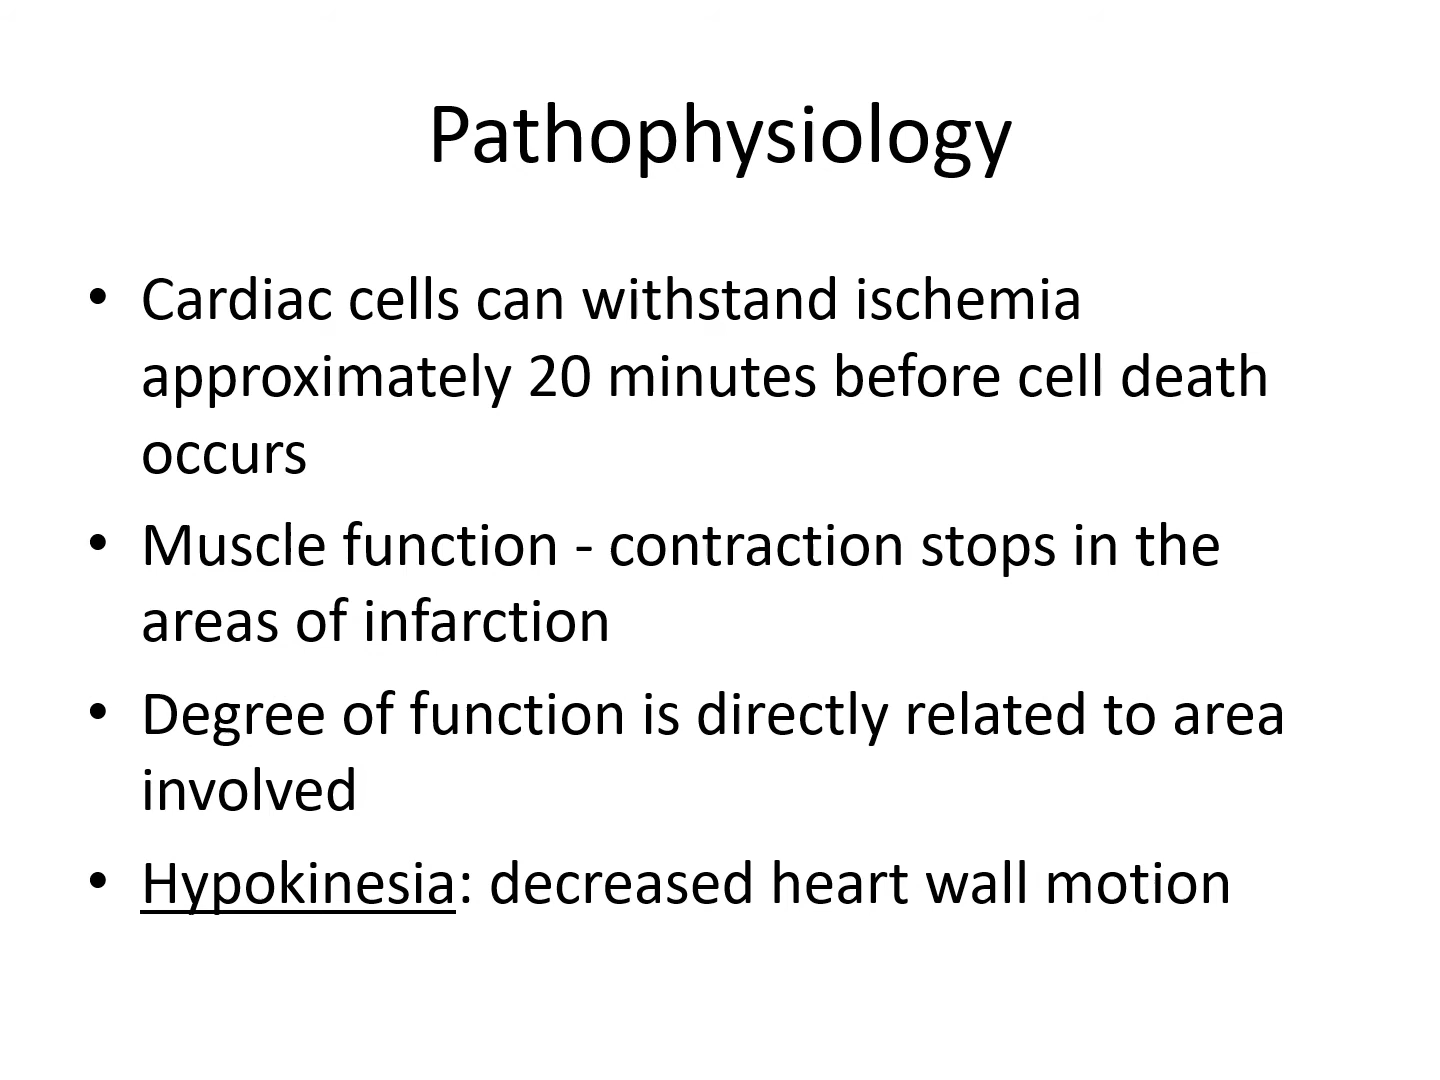 Pathophysiology
• Cardiac cells can withstand ischemia
approximately 20 minutes before cell death
occurs
• Muscle function - contraction stops in the
areas of infarction
• Degree of function is directly related to area
involved
• Hypokinesia: decreased heart wall motion